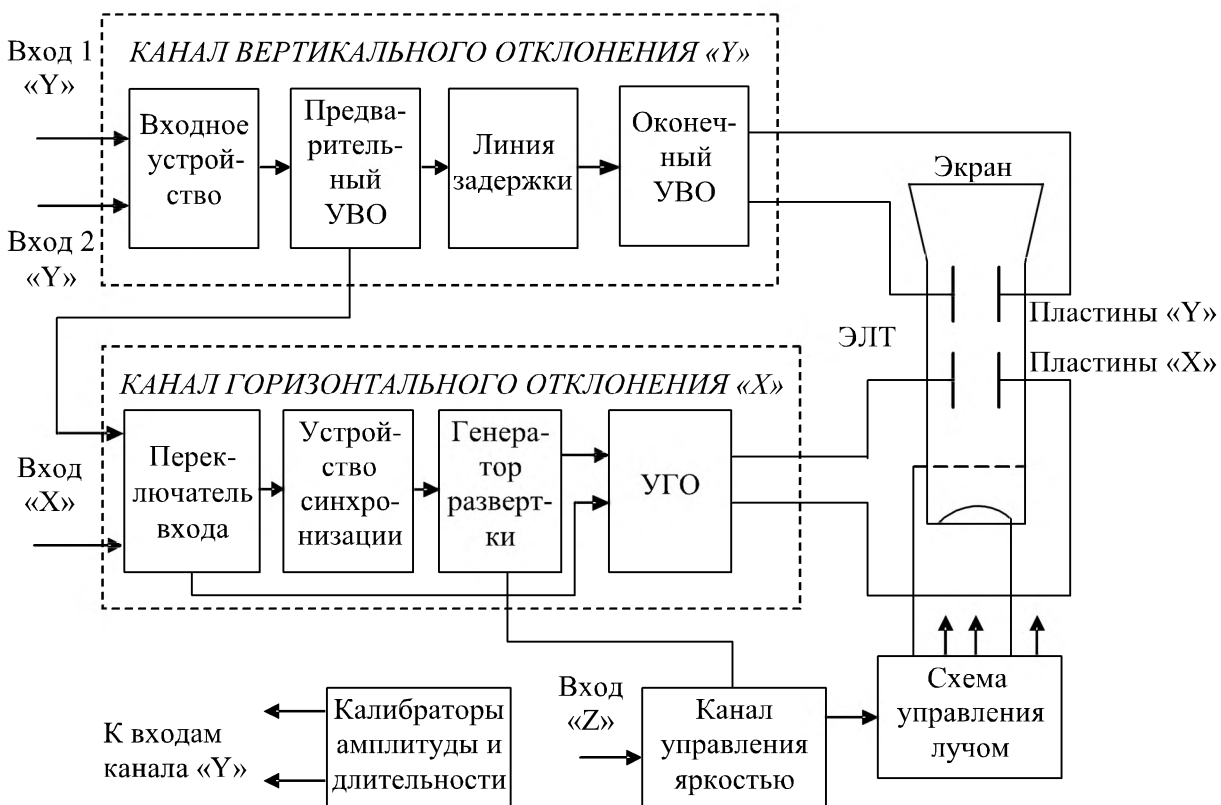 КАНАЛ ВЕРТИКАЛЬНОГО ОТКЛОНЕНИЯ «Y»
Вход 1
«Y»
Вход 2
«Y»
Входное
устрой-
ство
Предва-
ритель-
ный
УВО
Линия
задержки
Оконеч-
ный
УВО
Экран
ЭЛТ
Пластины «Y»
Пластины «X»
КАНАЛ ГОРИЗОНТАЛЬНОГО ОТКЛОНЕНИЯ «X»
Вход
«X»
Перек-
лючатель
входа
Устрой-
ство
синхро-
низации
Генера-
тор
разверт-
ки
УГО
К входам
канала «Y»
Калибраторы
амплитуды и
длительности
Вход
«Z»
Канал
управления
яркостью
Схема
управления
лучом